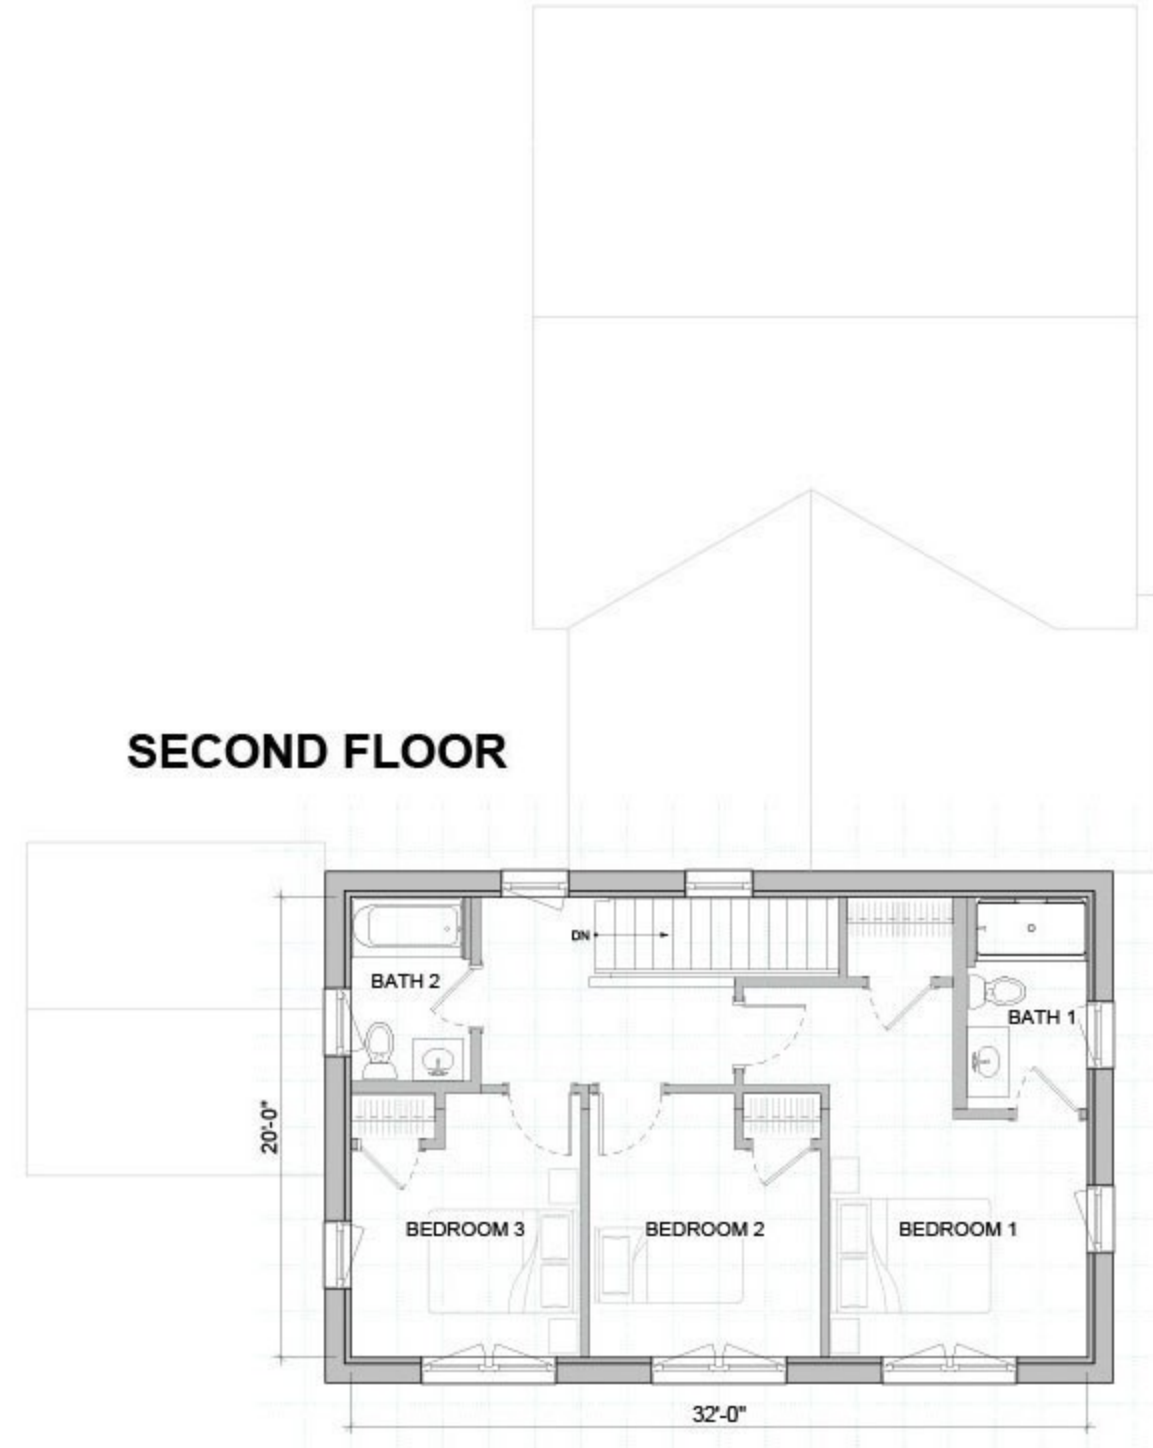 SECOND FLOOR
DN
BATH 2
BATH 1
20'-0"
BEDROOM 3
BEDROOM 2
BEDROOM 1
32'-0"